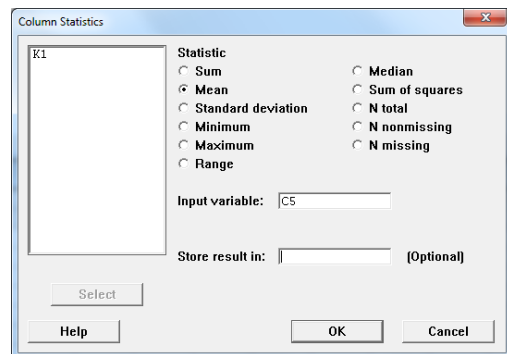 Column Statistics
x
K1
Statistic
Sum
Mean
Standard deviation
Minimum
Maximum
Range
Median
Sum of squares
N total
N nonmissing
N missing
Input variable: C5
Store result in: (Optional)
Select
Help OK Cancel